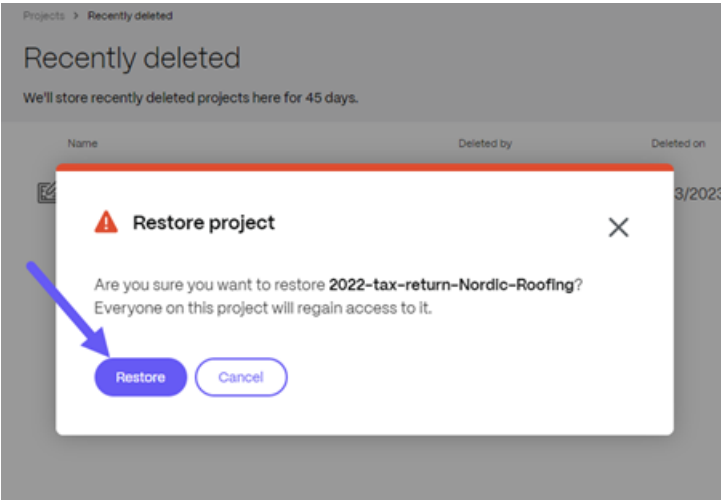 Projects > Recently deleted
Recently deleted
We'll store recently deleted projects here for 45 days.
Name Deleted by Deleted on
3/2023
Restore project
Are you sure you want to restore 2022-tax-return-Nordic-Roofing?
Everyone on this project will regain access to it.
Restore Cancel